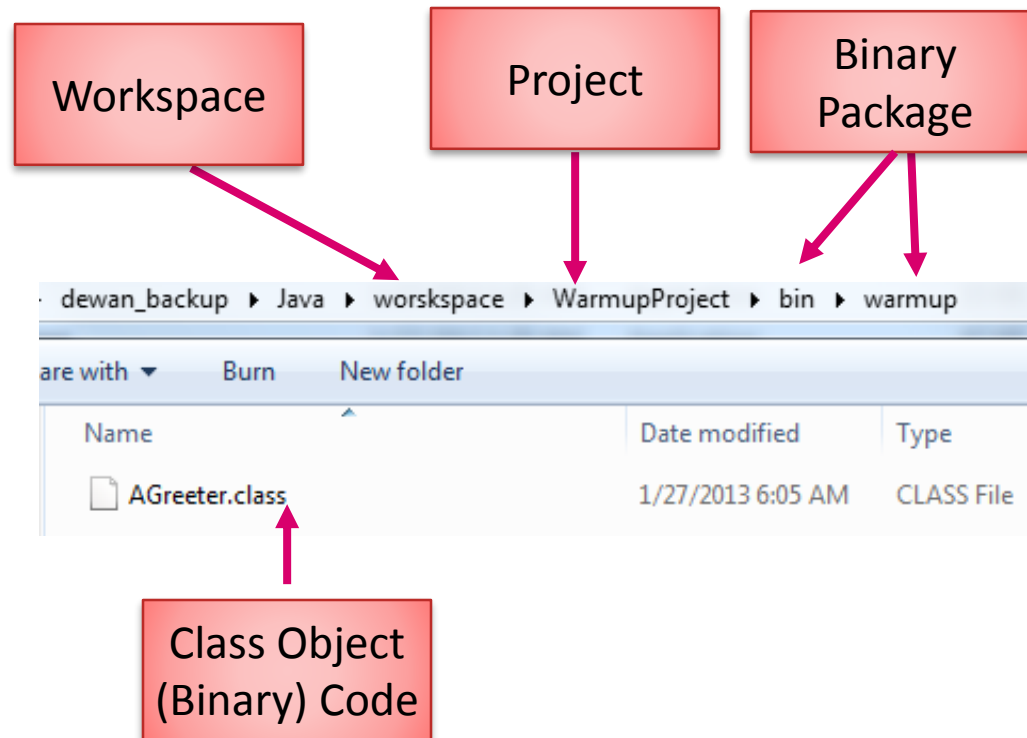 Workspace
Project
Binary
Package
dewan_backup ▸ Java ▸ worskspace ▸ WarmupProject ▸ bin ▸ warmup
are with Burn New folder
Name Date modified Type
AGreeter.class 1/27/2013 6:05 AM CLASS File
Class Object
(Binary) Code